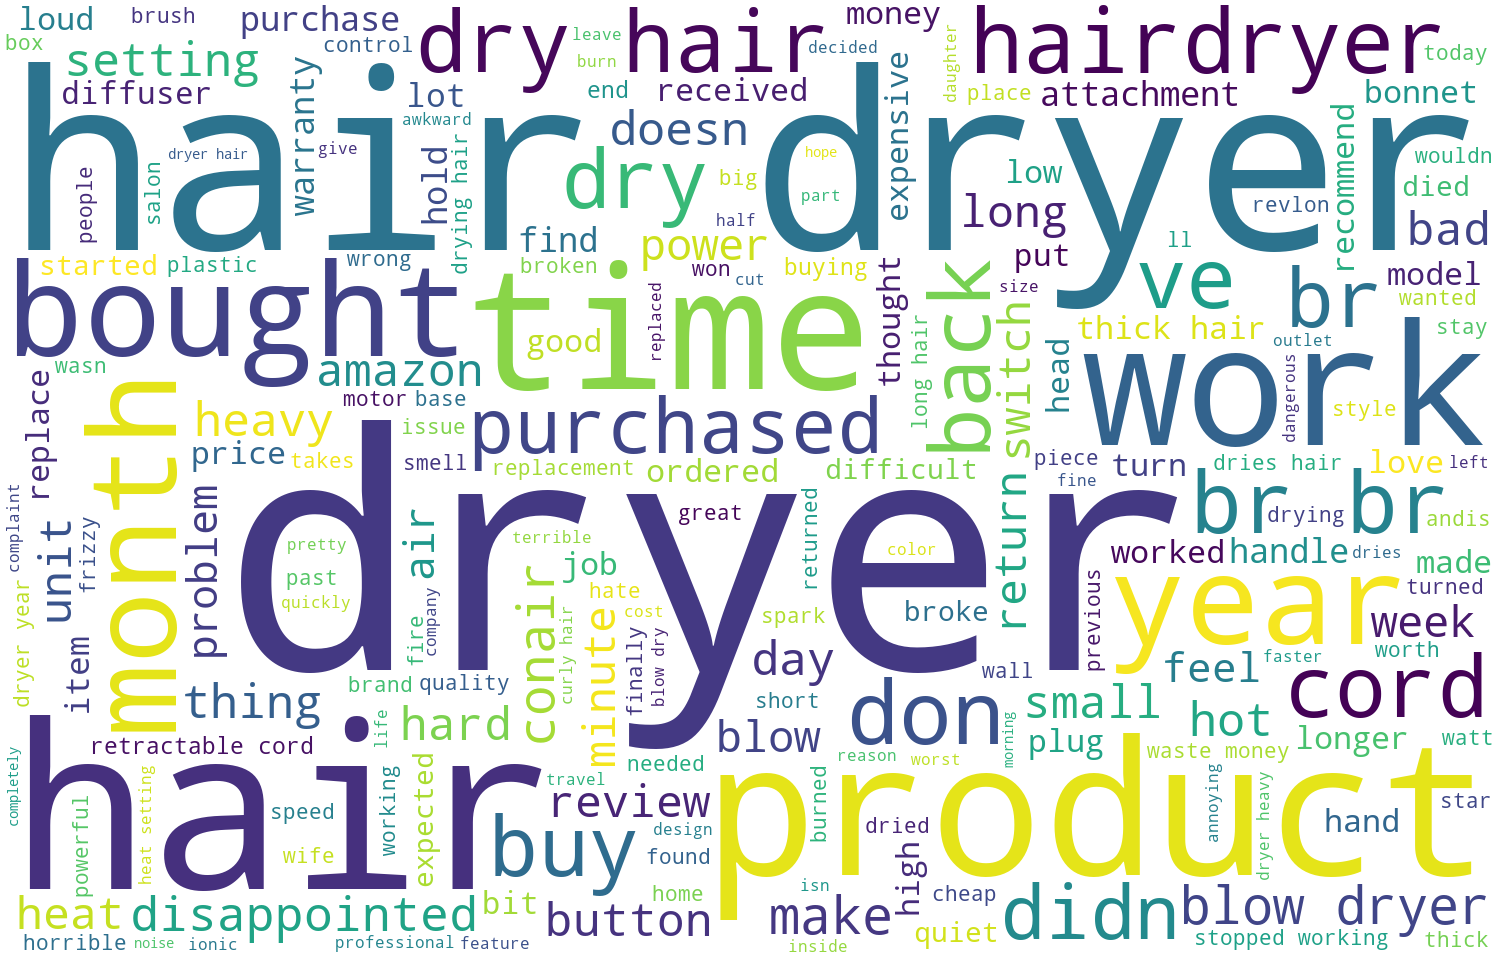 loud
brush
purchase
dry hair
leave
money
hairdryer
box
control
burn
decided
today
setting
daughter
diffuser
warranty
lot
end
received
expensive
place
attachment
bonnet
hair dryer
awkward
doesn
recommend
people
salon
dryer hair
give
hold
drying hair
dry
big
hope
part
low
wouldn
died
long
revlon
find
power
half
bad
ll
started
plastic
wrong
broken
won
cut
buying
put
model
bought
time
ve
br
size
wanted
good
replaced
thought
back
switch
thick hair
outlet
stay
wasn
amazon
long hair
head
work
month
replace
motor
base
dangerous
style
heavy
issue
purchased
price
takes
smell
replacement
ordered
difficult
piece
turn
dries hair
love
left
fine
problem
dryer
great
returned
return
br br
drying
andis
complaint
unit
frizzy
pretty
air
terrible
color
worked
handle
dries
made
past
job
quickly
conair
hate
cost
spark
broke
previous
year
turned
dryer year
fire
company
curly hair
minute
finally
blow dry
day
wall
week
item
feel
faster
worth
thing
brand
quality
short
don
small
cord
hard
blow
hot
life
retractable cord
plug
longer
watt
completely
hair
needed
reason
worst
morning
waste money
travel
product
powerful
heat setting
speed
working
expected
review
burned
annoying
dryer heavy
star
buy
design
dried
hand
wife
found
high
isn
home
cheap
heat
disappointed
bit
button
make
quiet
didn
blow dryer
horrible
noise
ionic
professional
feature
inside
stopped working
thick